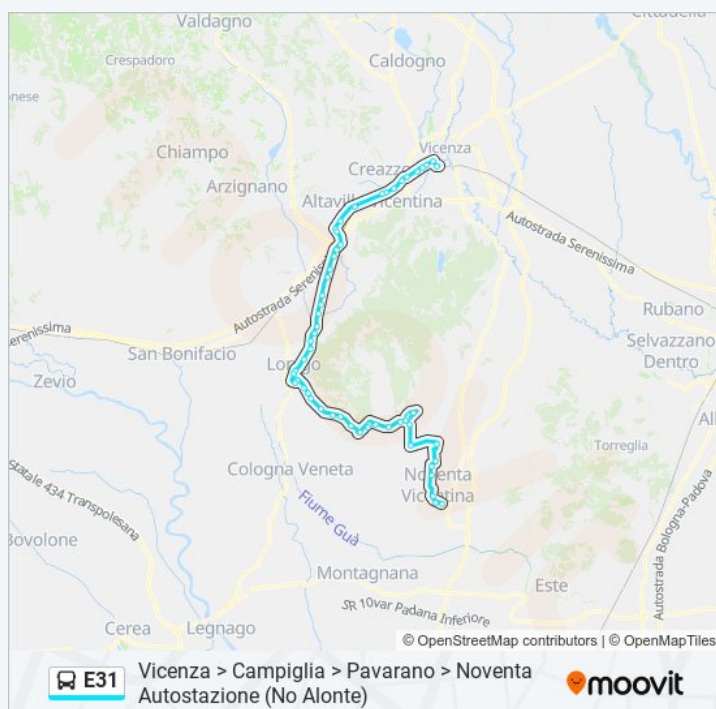 Valdagno
Cittadella
Crespadoro
Caldogno
onese
Chiampo
Vicenza
Creazzo
Arzignano
Altavilla Vicentina
Autostrada Serenissima
Autostrada Serenissima
Rubano
Serenissima
Selvazzano
Dentro
San Bonifacio
Lonigo
Zevio
Torreglia
Cologna Veneta
Noventa
Vicentina
Statale 434 Transpolesana
Fiume Guà
Autostrada Bologna-Padova
Bovolone
Montagnana
Este
SR 10var Padana Inferiore
Cerea
Legnago
© OpenStreetMap contributors | © OpenMapTiles
E31
Vicenza > Campiglia > Pavarano > Noventa
Autostazione (No Alonte)
moovit